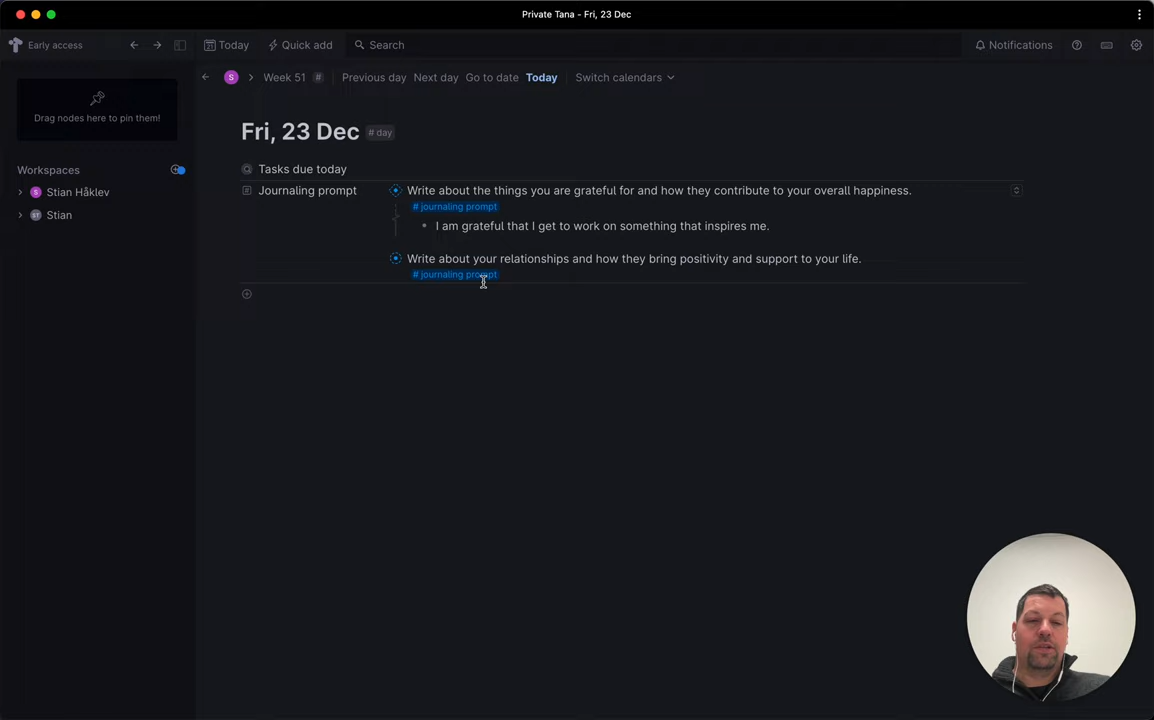 Private Tana - Fri, 23 Dec
Early access
Today
Quick add
Search
Notifications
Drag nodes here to pin them!
S
Week 51 #
Previous day
Next day
Go to date
Today
Switch calendars
Fri, 23 Dec # day
Workspaces
S Stian Håklev
ST Stian
Tasks due today
Journaling prompt
Write about the things you are grateful for and how they contribute to your overall happiness.
# journaling prompt
I am grateful that I get to work on something that inspires me.
Write about your relationships and how they bring positivity and support to your life.
# journaling prompt